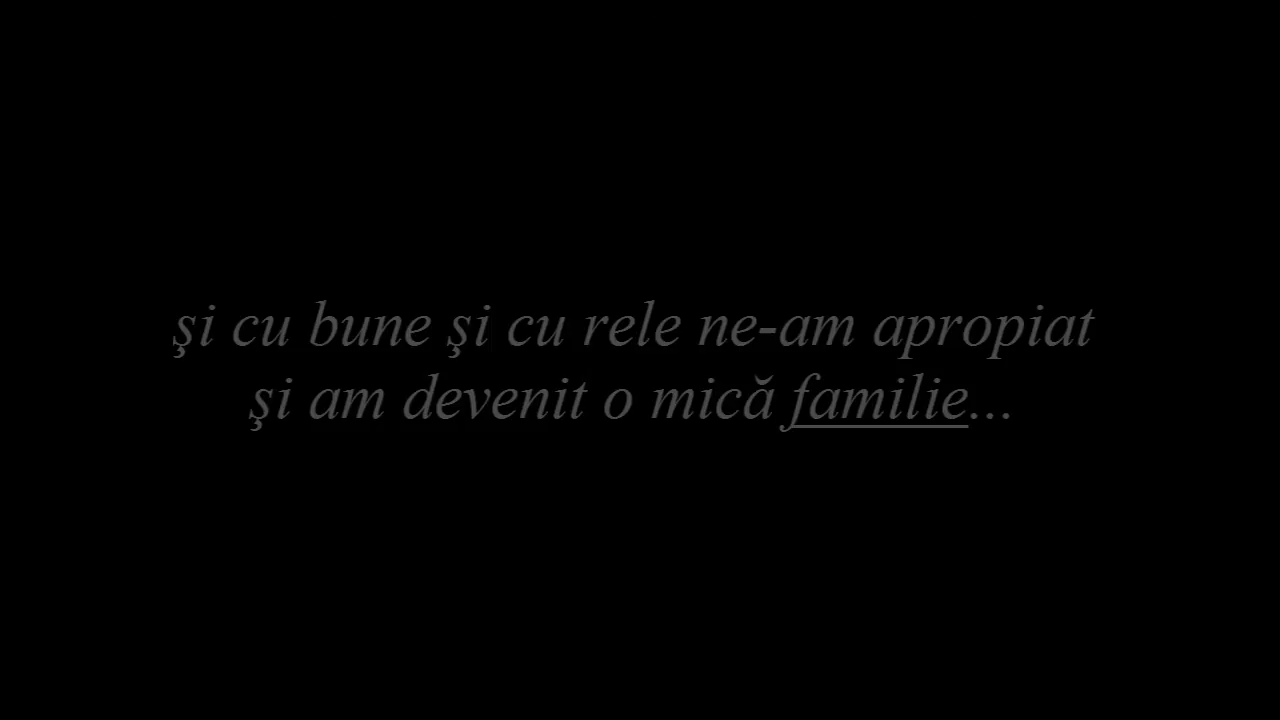 şi cu bune şi cu rele ne-am apropiat
şi am devenit o mică familie...